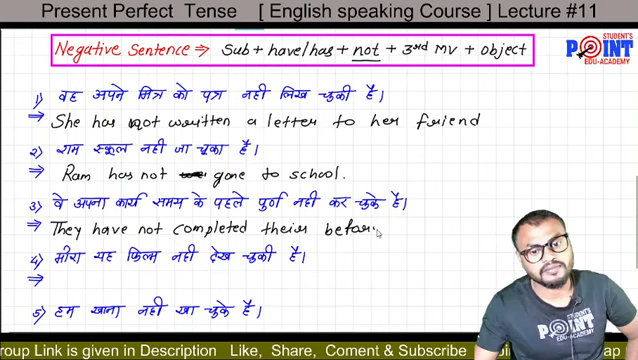 Present Perfect Tense [ English speaking Course ] Lecture #11
STUDENT'S
POINT
EDU-ACADEMY
Negative Sentence ⇒ Sub + have/has + not + 3rd MV + object
1) वह अपने मित्र को पत्र नही लिख चुकी है।
⇒ She has not written a letter to her friend
2) राम स्कूल नही जा चूका है।
⇒ Ram has not gone to school.
3) वे अपना कार्य समय के पहले पुर्ण नही कर चुके है।
⇒ They have not completed theirs befor
4) मीरा यह फिल्म नही देख चुकी है।
⇒
5) हम खाना नही खा चुके है।
STUDENT'S
POINT
roup Link is given in Description Like, Share, Coment & Subscribe